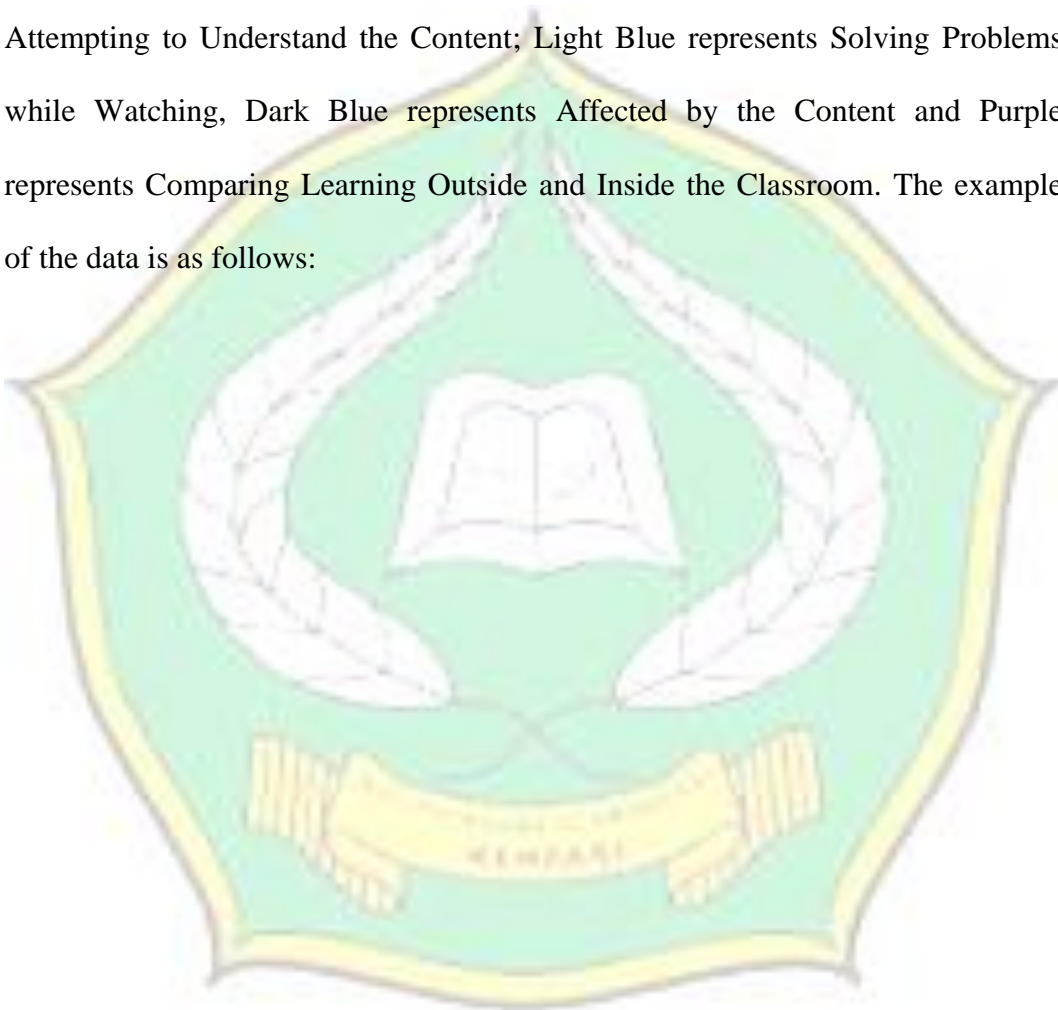 Attempting to Understand the Content; Light Blue represents Solving Problems
while Watching, Dark Blue represents Affected by the Content and Purple
represents Comparing Learning Outside and Inside the Classroom. The example
of the data is as follows:
KENDARI